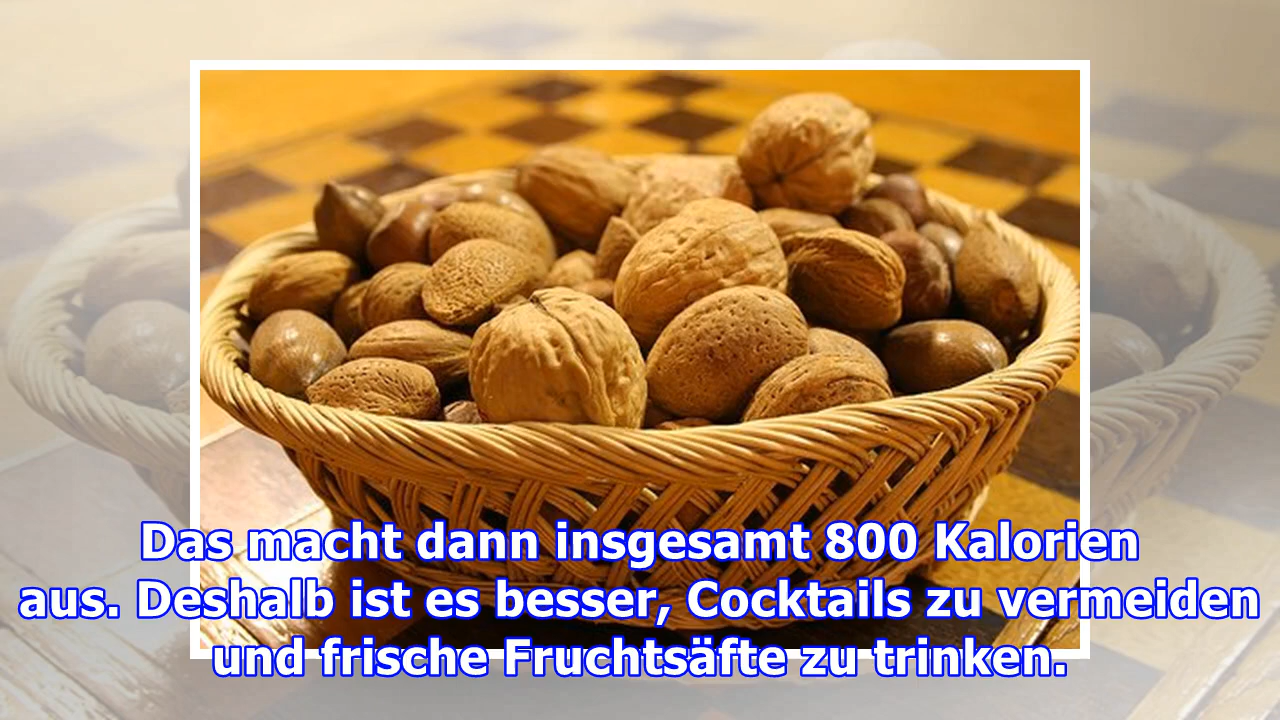 Das macht dann insgesamt 800 Kalorien
aus. Deshalb ist es besser, Cocktails zu vermeiden
und frische Fruchtsäfte zu trinken.